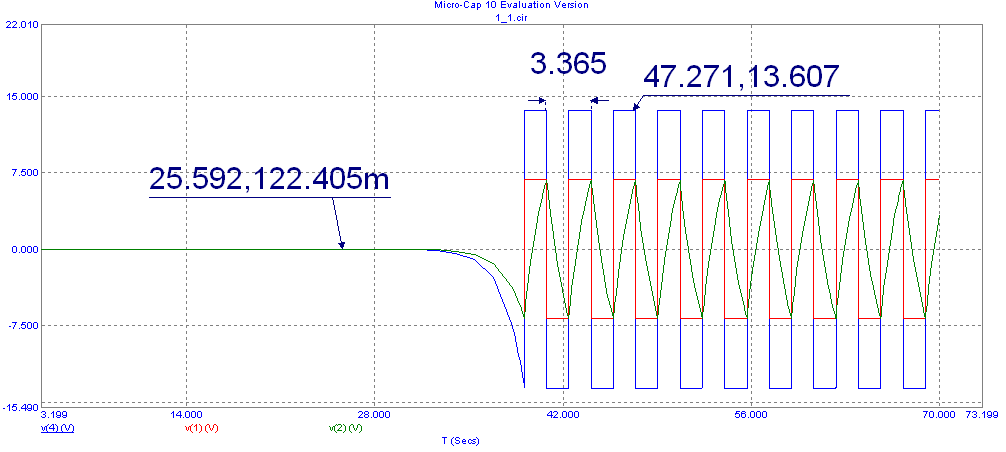 Micro-Cap 10 Evaluation Version
1_1.cir
22.010
15.000
7.500
0.000
-7.500
-15.490
3.365
47.271,13.607
25.592,122.405m
3.199 14.000 28.000 42.000 56.000 70.000 73.199
v(4) (V) v(1) (V) v(2) (V)
T (Secs)